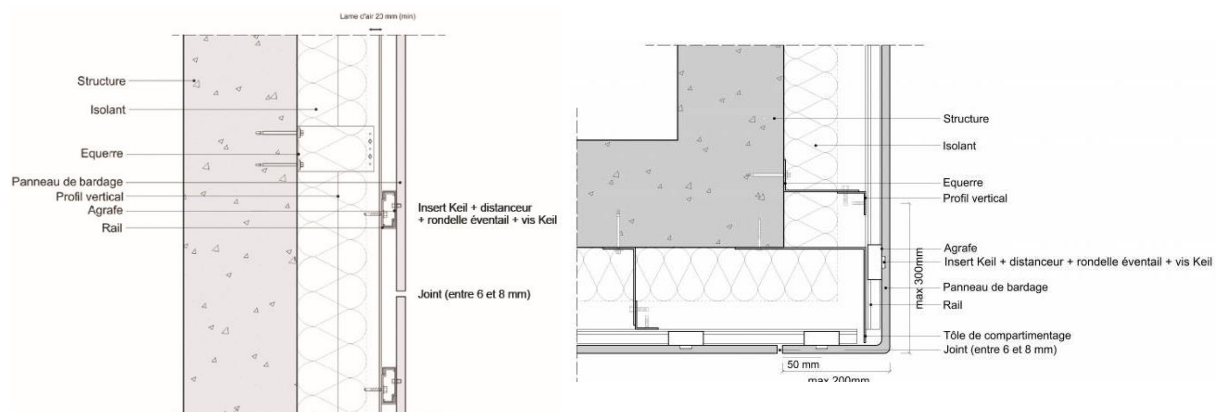 Lame d'air 20 mm (min)
Structure
Isolant
Equerre
Panneau de bardage
Profil vertical
Agrafe
Rail
Insert Keil + distanceur
+ rondelle éventail + vis Keil
Joint (entre 6 et 8 mm)
Structure
Isolant
Equerre
Profil vertical
Agrafe
Insert Keil + distanceur + rondelle éventail + vis Keil
Panneau de bardage
Rail
Tôle de compartimentage
Joint (entre 6 et 8 mm)
max 300mm
50 mm
max 200mm